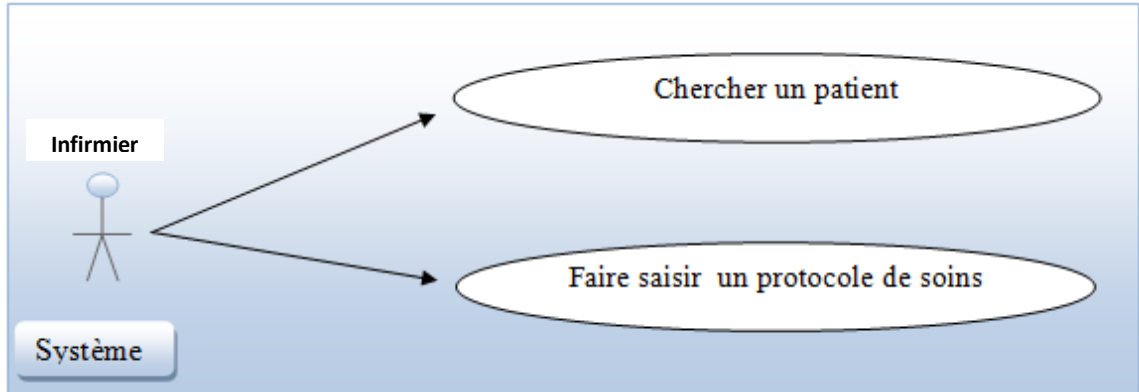 Chercher un patient
Infirmier
Faire saisir un protocole de soins
Système